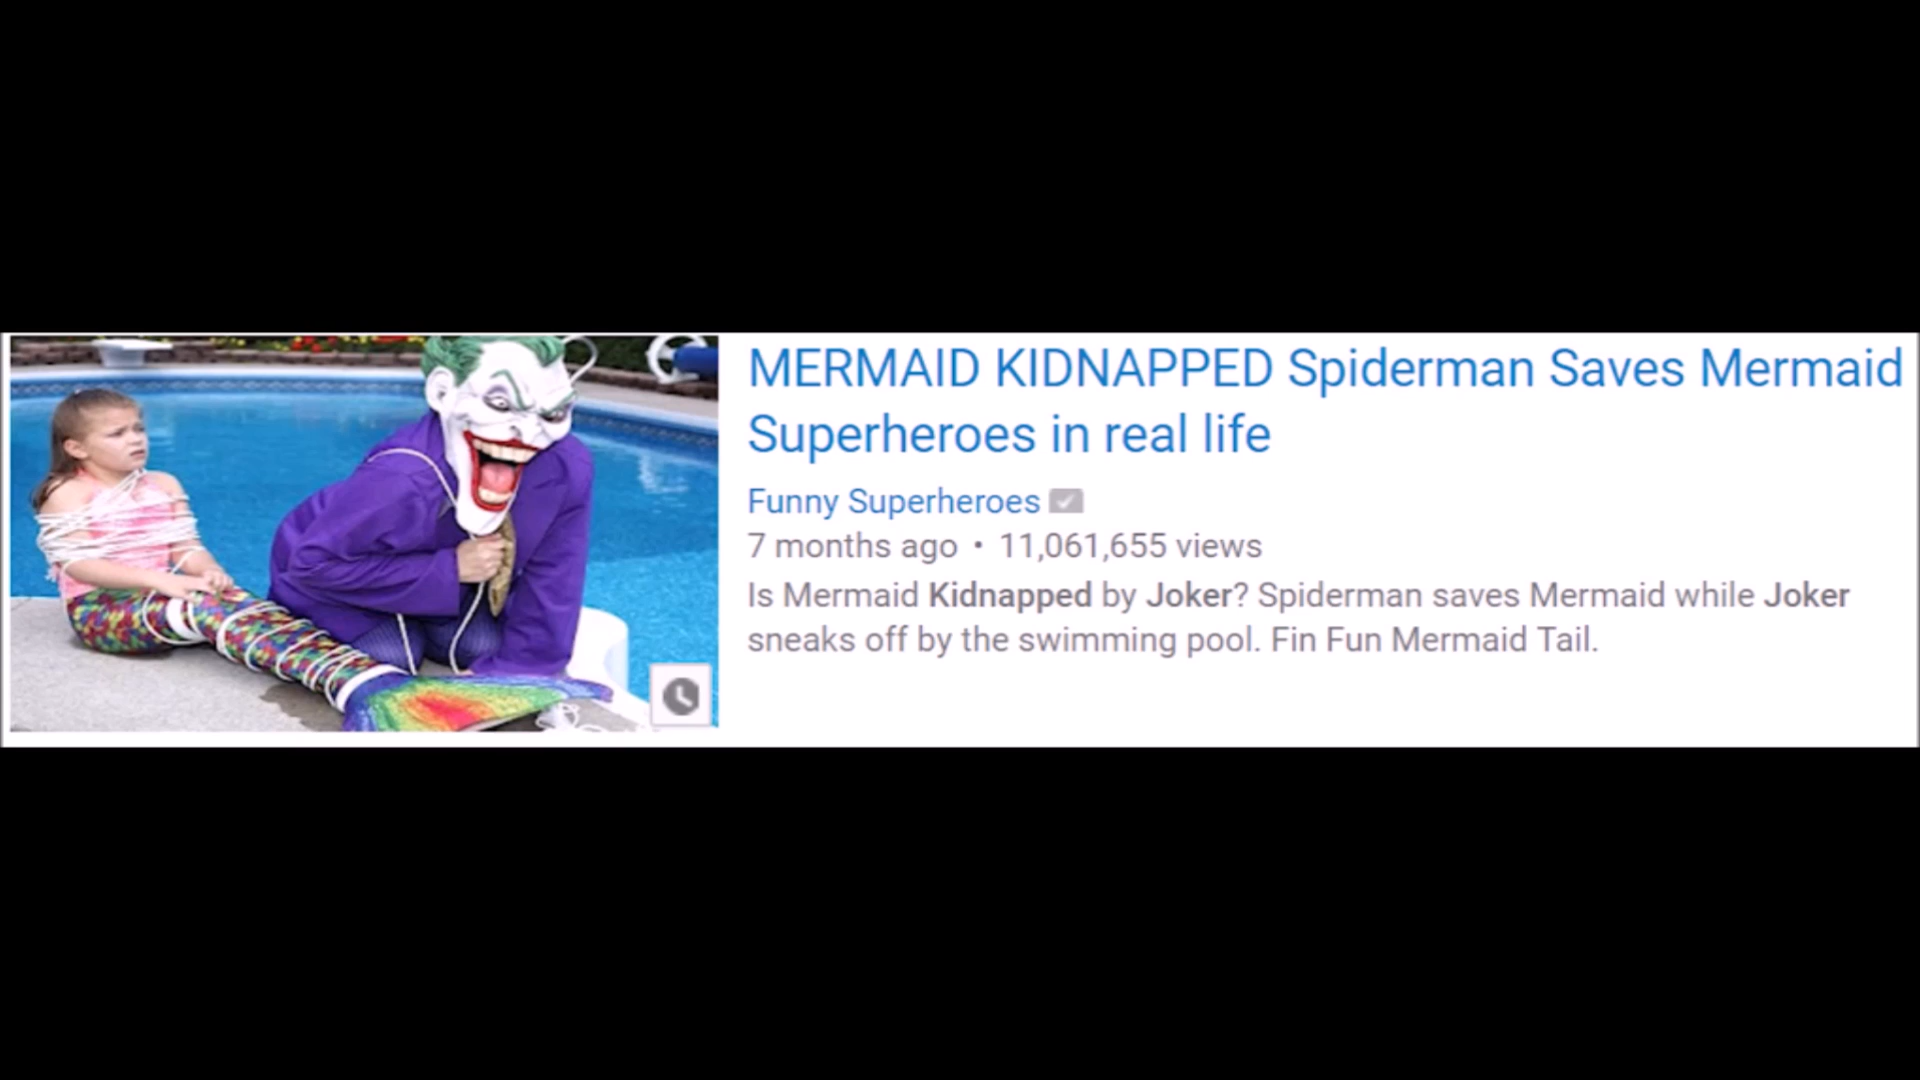 MERMAID KIDNAPPED Spiderman Saves Mermaid
Superheroes in real life
Funny Superheroes
7 months ago • 11,061,655 views
Is Mermaid Kidnapped by Joker? Spiderman saves Mermaid while Joker
sneaks off by the swimming pool. Fin Fun Mermaid Tail.